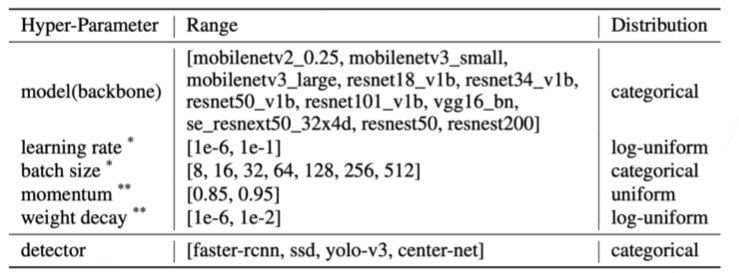 Hyper-Parameter Range Distribution
[mobilenetv2_0.25, mobilenetv3_small,
mobilenetv3_large, resnet18_v1b, resnet34_v1b,
model(backbone) resnet50_v1b, resnet101_v1b, vgg16_bn, categorical
se_resnext50_32x4d, resnest50, resnest200]
learning rate * [1e-6, 1e-1] log-uniform
batch size * [8, 16, 32, 64, 128, 256, 512] categorical
momentum ** [0.85, 0.95] uniform
weight decay ** [1e-6, 1e-2] log-uniform
detector [faster-rcnn, ssd, yolo-v3, center-net] categorical